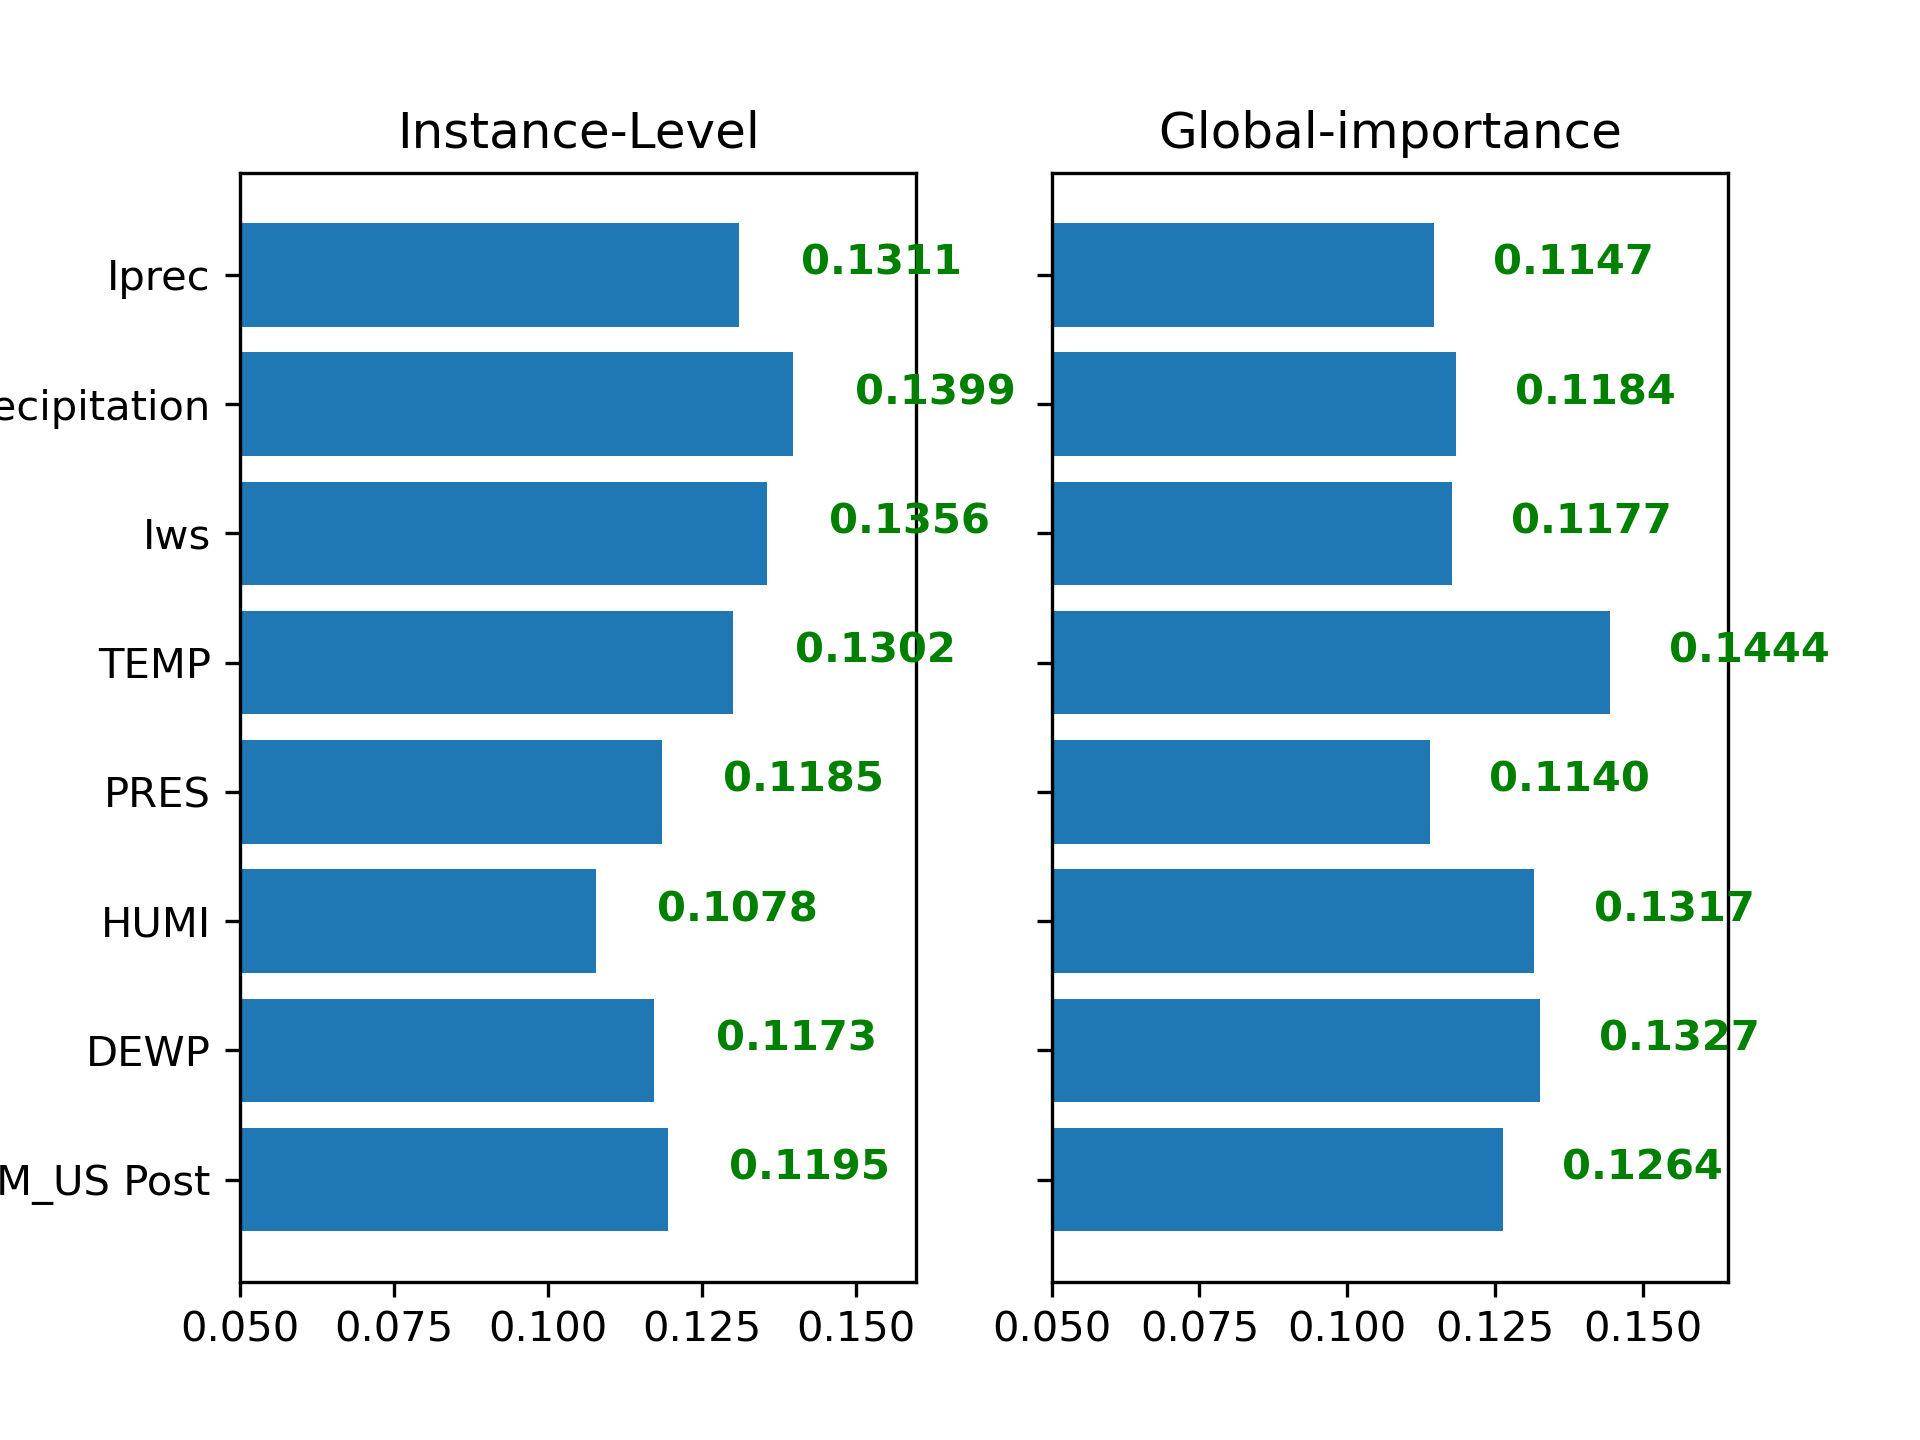 Instance-Level
Global-importance
Iprec
0.1311
0.1147
ecipitation
0.1399
0.1184
Iws
0.1356
0.1177
TEMP
0.1302
0.1444
PRES
0.1185
0.1140
HUMI
0.1078
0.1317
DEWP
0.1173
0.1327
M_US Post
0.1195
0.1264
0.050 0.075 0.100 0.125 0.150
0.050 0.075 0.100 0.125 0.150